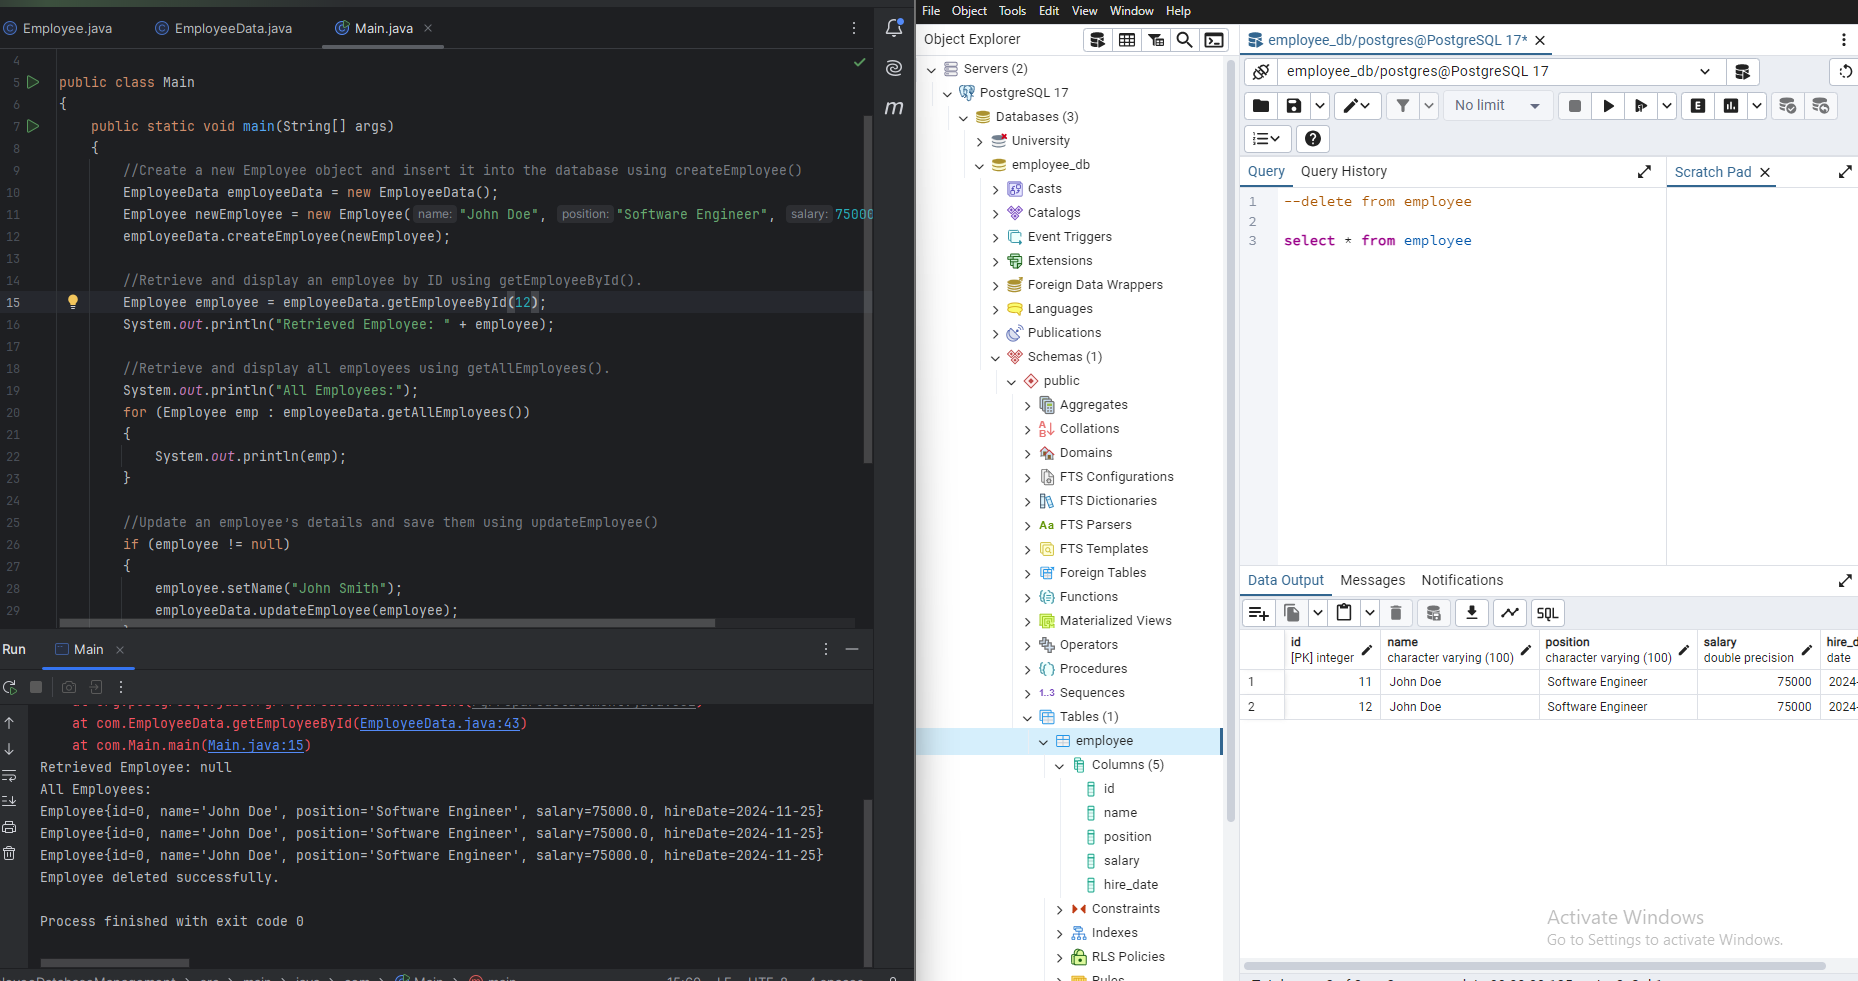 Employee.java
EmployeeData.java
Main.java
4
5 public class Main
6 {
7 public static void main(String[] args)
8 {
9 //Create a new Employee object and insert it into the database using createEmployee()
10 EmployeeData employeeData = new EmployeeData();
11 Employee newEmployee = new Employee( name: "John Doe", position: "Software Engineer", salary: 75000
12 employeeData.createEmployee(newEmployee);
13
14 //Retrieve and display an employee by ID using getEmployeeById().
15 Employee employee = employeeData.getEmployeeById(12);
16 System.out.println("Retrieved Employee: " + employee);
17
18 //Retrieve and display all employees using getAllEmployees().
19 System.out.println("All Employees:");
20 for (Employee emp : employeeData.getAllEmployees())
21 {
22 System.out.println(emp);
23 }
24
25 //Update an employee's details and save them using updateEmployee()
26 if (employee != null)
27 {
28 employee.setName("John Smith");
29 employeeData.updateEmployee(employee);
Run
Main
at com.EmployeeData.getEmployeeById(EmployeeData.java:43)
at com.Main.main(Main.java:15)
Retrieved Employee: null
All Employees:
Employee{id=0, name='John Doe', position='Software Engineer', salary=75000.0, hireDate=2024-11-25}
Employee{id=0, name='John Doe', position='Software Engineer', salary=75000.0, hireDate=2024-11-25}
Employee{id=0, name='John Doe', position='Software Engineer', salary=75000.0, hireDate=2024-11-25}
Employee deleted successfully.
Process finished with exit code 0
File Object Tools Edit View Window Help
Object Explorer
Servers (2)
PostgreSQL 17
Databases (3)
University
employee_db
Casts
Catalogs
Event Triggers
Extensions
Foreign Data Wrappers
Languages
Publications
Schemas (1)
public
Aggregates
Collations
Domains
FTS Configurations
FTS Dictionaries
Aa FTS Parsers
FTS Templates
Foreign Tables
Functions
Materialized Views
Operators
Procedures
1..3 Sequences
Tables (1)
employee
Columns (5)
id
name
position
salary
hire_date
Constraints
Indexes
RLS Policies
Rules
employee_db/postgres@PostgreSQL 17*
employee_db/postgres@PostgreSQL 17
No limit
E
Query Query History
Scratch Pad
1 --delete from employee
2
3 select * from employee
Data Output Messages Notifications
SQL
id name position salary hire_d
[PK] integer character varying (100) character varying (100) double precision date
1 11 John Doe Software Engineer 75000 2024-
2 12 John Doe Software Engineer 75000 2024-
Activate Windows
Go to Settings to activate Windows.